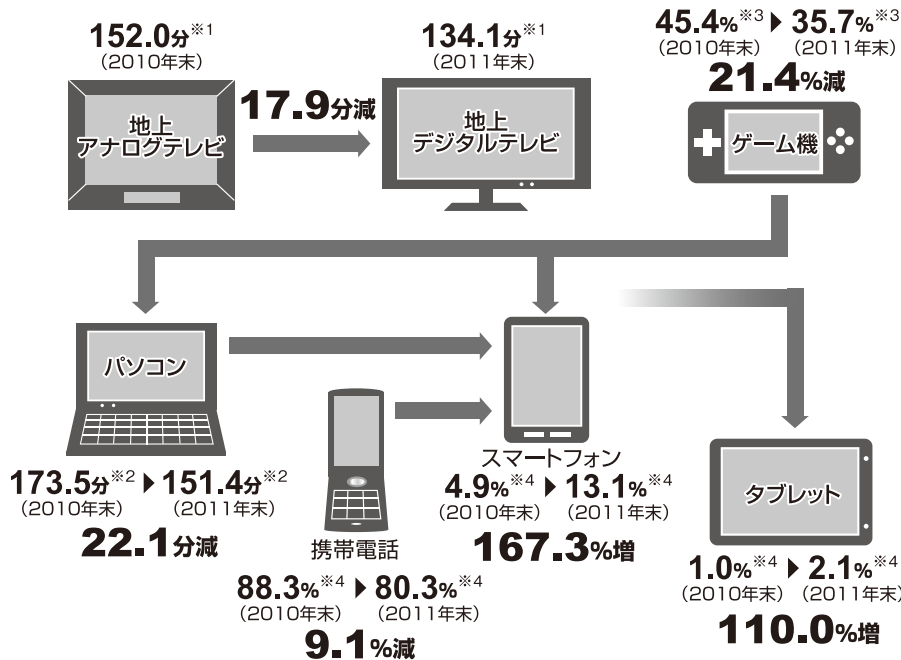 152.0分※1
(2010年末)
17.9分減
134.1分※1
(2011年末)
地上
アナログテレビ
地上
デジタルテレビ
45.4%※3 ▶ 35.7%※3
(2010年末) (2011年末)
21.4%減
ゲーム機
パソコン
173.5分※2 ▶ 151.4分※2
(2010年末) (2011年末)
22.1分減
携帯電話
88.3%※4 ▶ 80.3%※4
(2010年末) (2011年末)
9.1%減
スマートフォン
4.9%※4 ▶ 13.1%※4
(2010年末) (2011年末)
167.3%増
タブレット
1.0%※4 ▶ 2.1%※4
(2010年末) (2011年末)
110.0%増